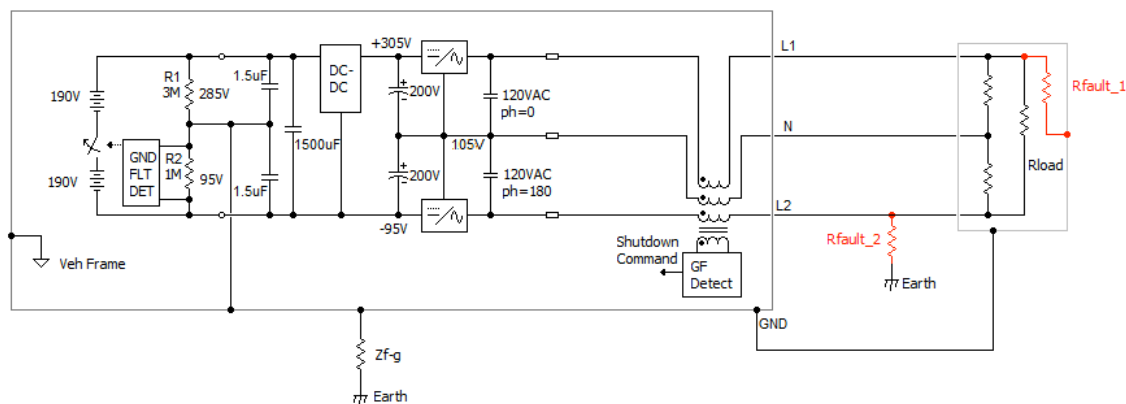 L1
+305V
DC-
DC
R1
3M
1.5uF
285V
190V
200V
120VAC
ph=0
Rfault_1
N
1500uF
105V
GND
FLT
DET
R2
1M
95V
190V
1.5uF
200V
120VAC
ph=180
Rload
L2
-95V
Rfault_2
Shutdown
Command
GF
Detect
Veh Frame
Earth
GND
Zf-g
Earth